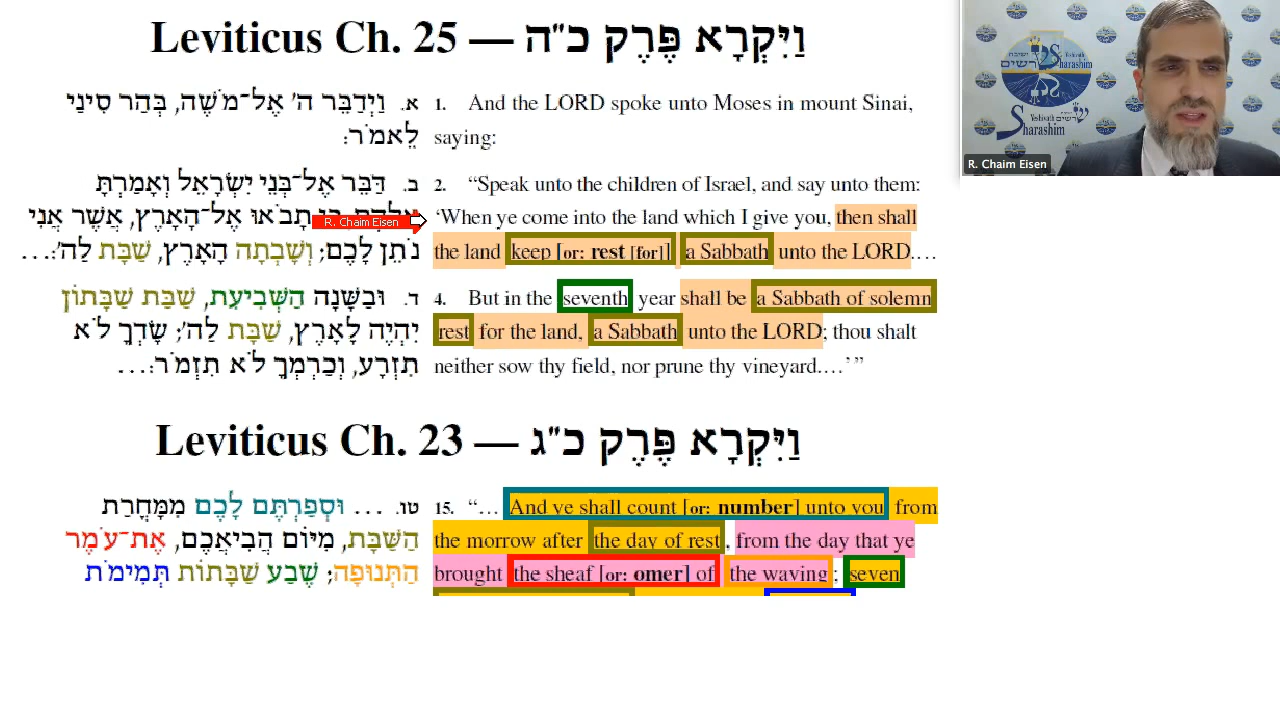 Leviticus Ch. 25 — וַיִּקְרָא פֶּרֶק כ״ה
א. וַיְדַבֵּר ה' אֶל־מֹשֶׁה, בְּהַר סִינַי
לֵאמֹר:
1. And the LORD spoke unto Moses in mount Sinai,
saying:
ב. דַּבֵּר אֶל־בְּנֵי יִשְׂרָאֵל וְאָמַרְתָּ
תָבֹאוּ אֶל־הָאָרֶץ, אֲשֶׁר אֲנִי
נֹתֵן לָכֶם; וְשָׁבְתָה הָאָרֶץ, שַׁבָּת לַה':...
2. “Speak unto the children of Israel, and say unto them:
‘When ye come into the land which I give you, then shall
the land keep [or: rest [for]] a Sabbath unto the LORD....
ד. וּבַשָּׁנָה הַשְּׁבִיעִת, שַׁבַּת שַׁבָּתוֹן
יִהְיֶה לָאָרֶץ, שַׁבָּת לַה'; שָׂדְךָ לֹא
תִזְרָע, וְכַרְמְךָ לֹא תִזְמֹר:...
4. But in the seventh year shall be a Sabbath of solemn
rest for the land, a Sabbath unto the LORD; thou shalt
neither sow thy field, nor prune thy vineyard....’”
Leviticus Ch. 23 — וַיִּקְרָא פֶּרֶק כ״ג
טו. ... וּסְפַרְתֶּם לָכֶם מִמָּחֳרַת
הַשַּׁבָּת, מִיּוֹם הֲבִיאֲכֶם, אֶת־עֹמֶר
הַתְּנוּפָה; שֶׁבַע שַׁבָּתוֹת תְּמִימֹת
15. “... And ye shall count [or: number] unto you from
the morrow after the day of rest, from the day that ye
brought the sheaf [or: omer] of the waving; seven
R. Chaim Eisen
ישיבת
שרשים
Yeshivath
Sharashim
R. Chaim Eisen